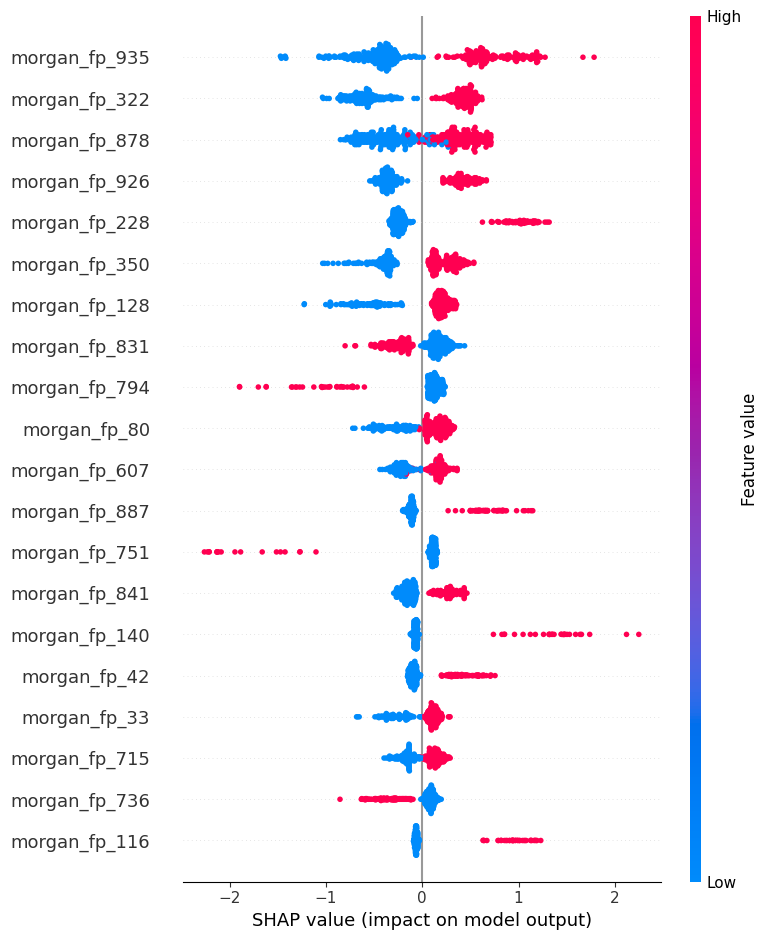 High
morgan_fp_935
morgan_fp_322
morgan_fp_878
morgan_fp_926
morgan_fp_228
morgan_fp_350
morgan_fp_128
morgan_fp_831
morgan_fp_794
morgan_fp_80
morgan_fp_607
morgan_fp_887
morgan_fp_751
morgan_fp_841
morgan_fp_140
morgan_fp_42
morgan_fp_33
morgan_fp_715
morgan_fp_736
morgan_fp_116
Feature value
Low
−2 −1 0 1 2
SHAP value (impact on model output)